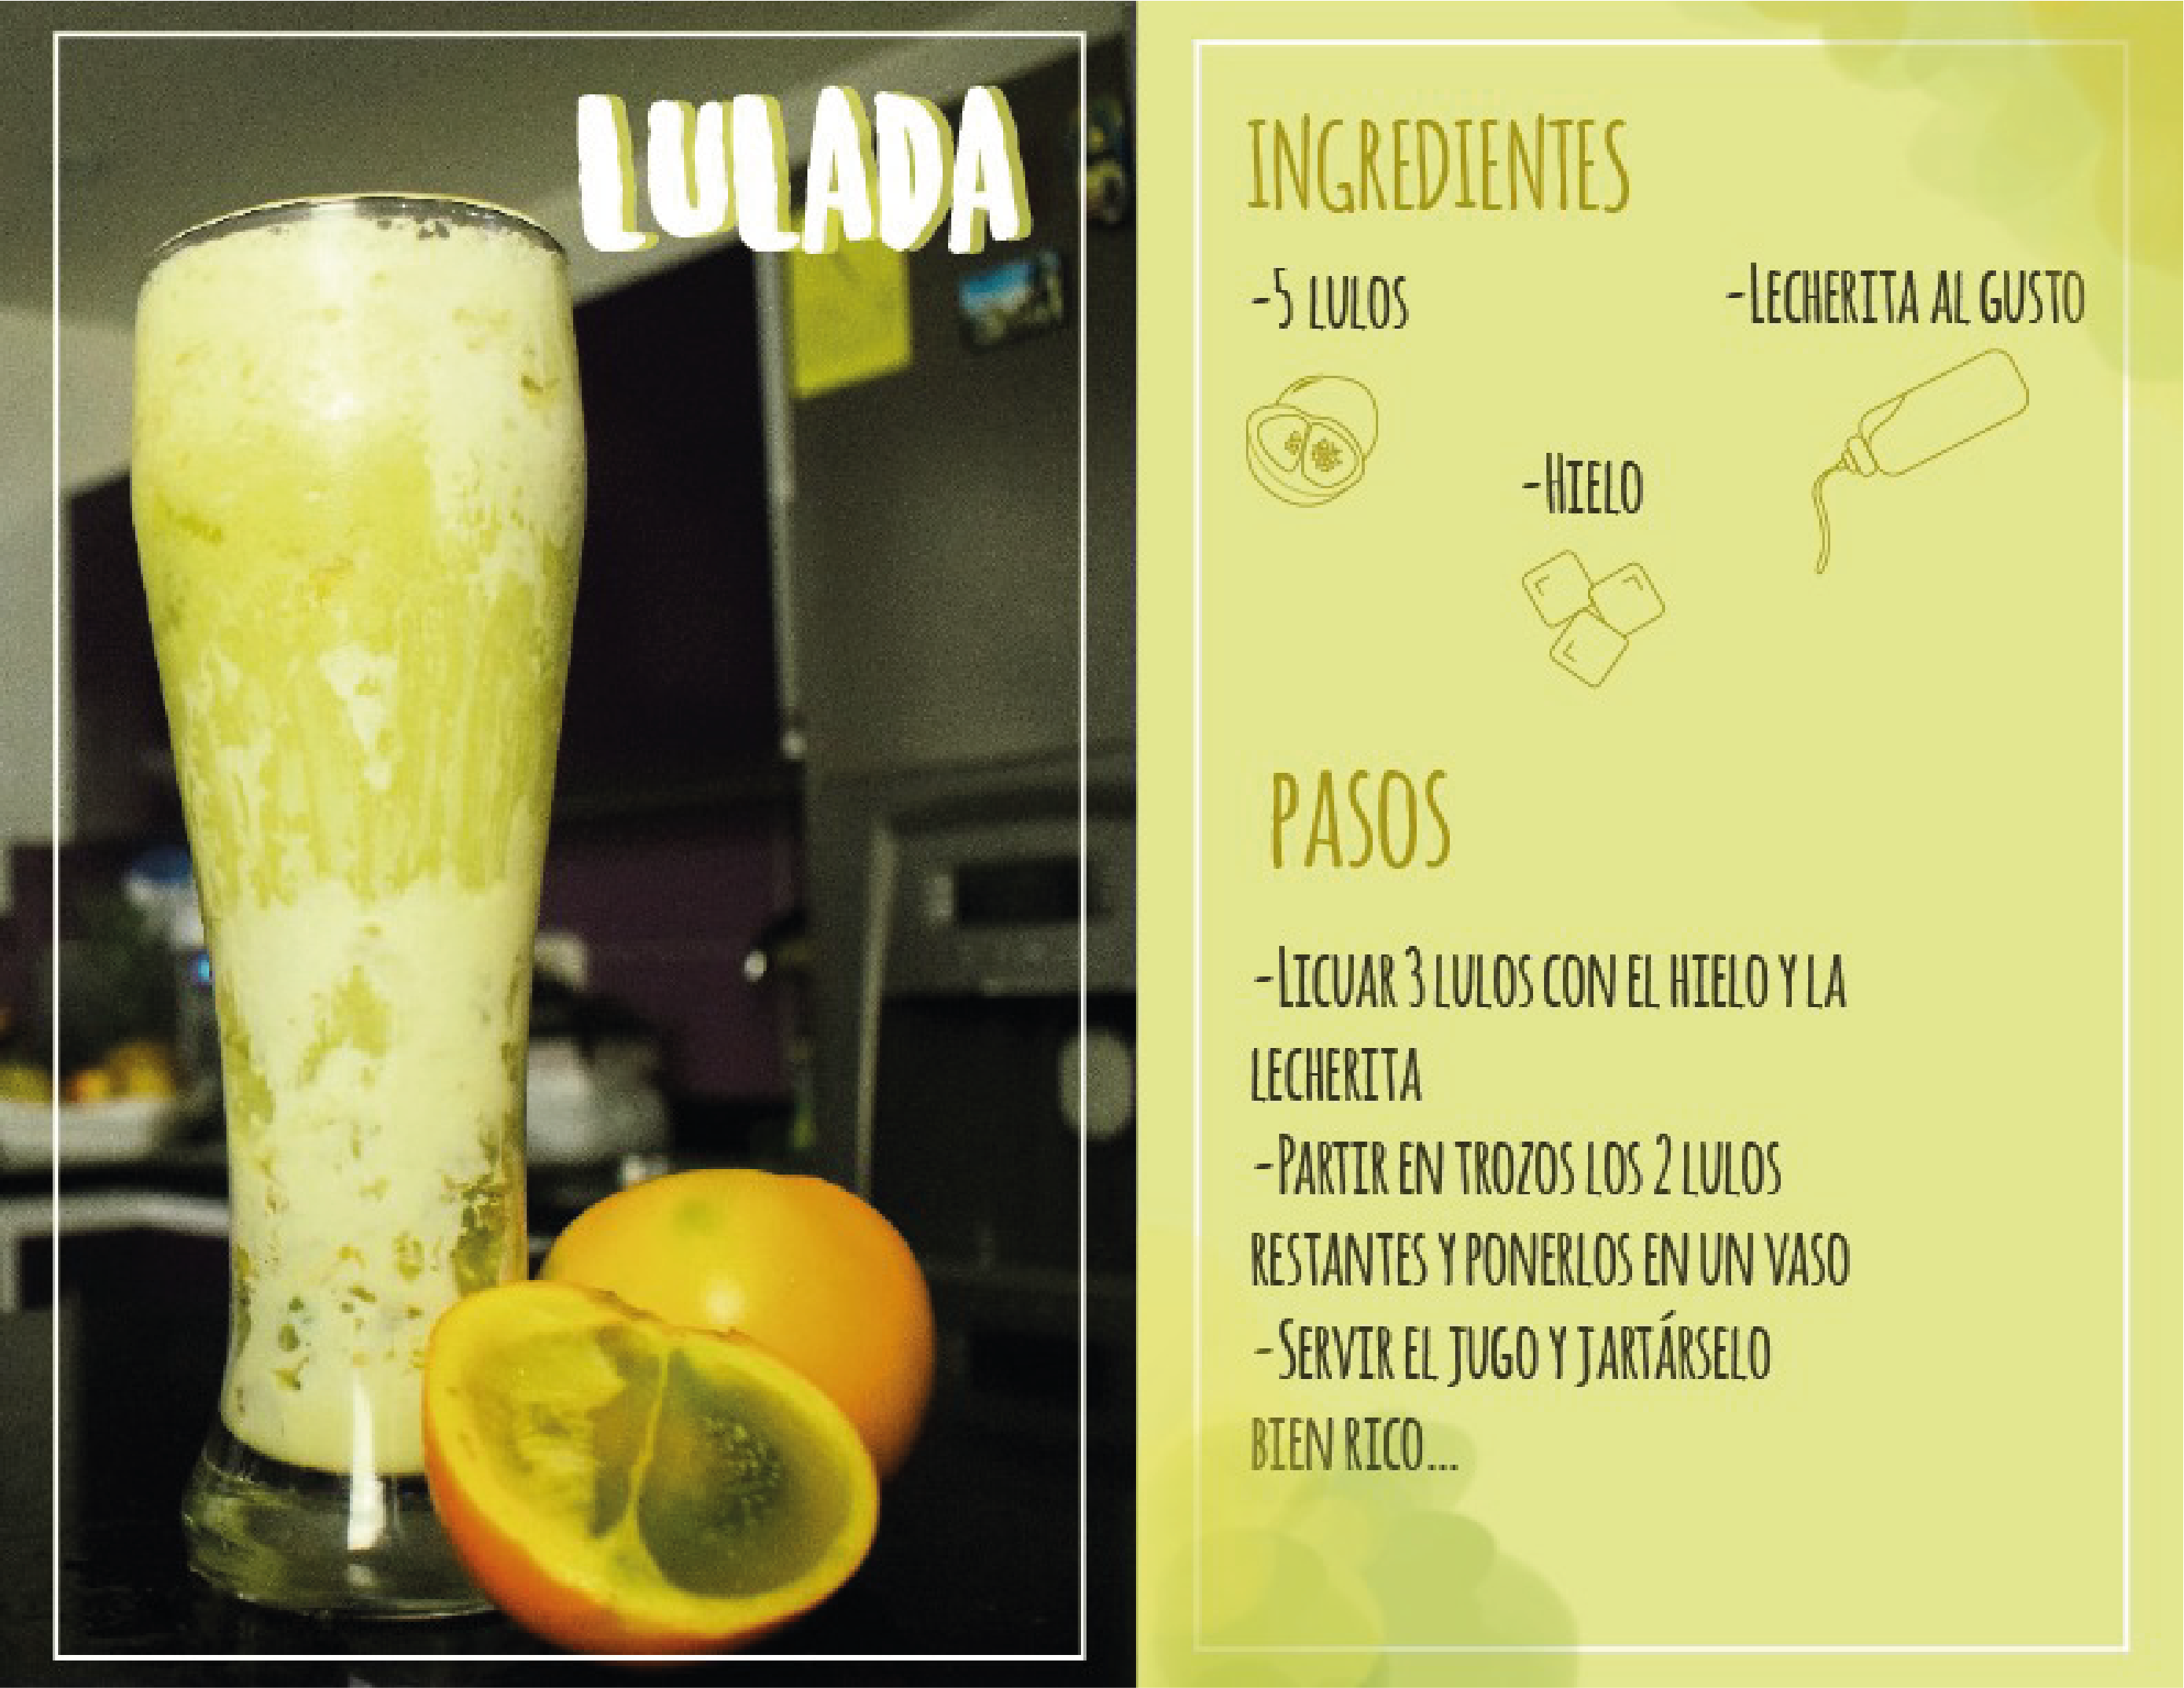 LULADA
INGREDIENTES
-5 LULOS
-LECHERITA AL GUSTO
-HIELO
PASOS
-LICUAR 3 LULOS CON EL HIELO Y LA
LECHERITA
-PARTIR EN TROZOS LOS 2 LULOS
RESTANTES Y PONERLOS EN UN VASO
-SERVIR EL JUGO Y JARTÁRSELO
BIEN RICO...